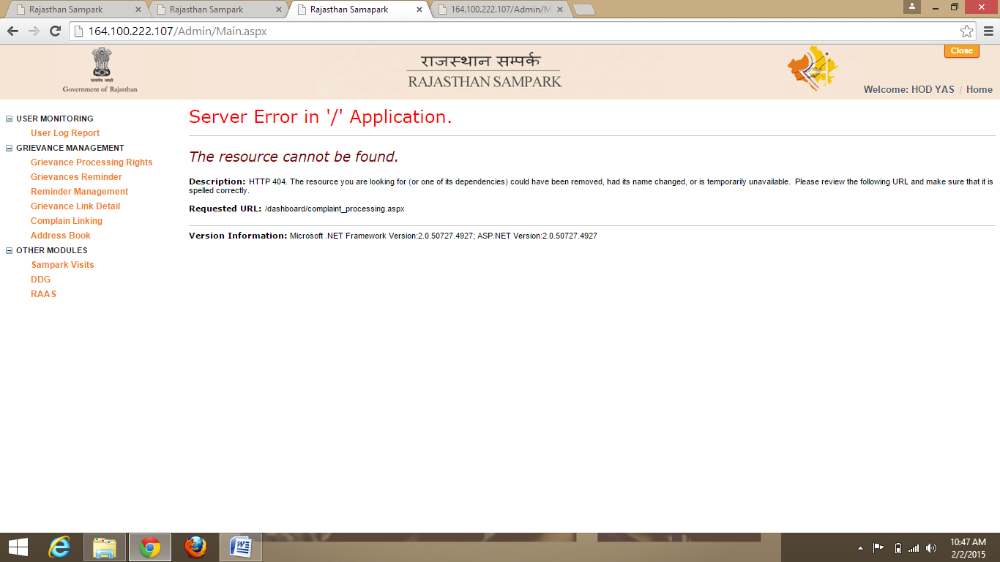 Rajasthan Sampark
Rajasthan Sampark
Rajasthan Samapark
164.100.222.107/Admin/M
164.100.222.107/Admin/Main.aspx
Close
सत्यमेव जयते
Government of Rajasthan
राजस्थान सम्पर्क
RAJASTHAN SAMPARK
Welcome: HOD YAS / Home
USER MONITORING
User Log Report
GRIEVANCE MANAGEMENT
Grievance Processing Rights
Grievances Reminder
Reminder Management
Grievance Link Detail
Complain Linking
Address Book
OTHER MODULES
Sampark Visits
DDG
RAAS
Server Error in '/' Application.
The resource cannot be found.
Description: HTTP 404. The resource you are looking for (or one of its dependencies) could have been removed, had its name changed, or is temporarily unavailable. Please review the following URL and make sure that it is
spelled correctly.
Requested URL: /dashboard/complaint_processing.aspx
Version Information: Microsoft .NET Framework Version:2.0.50727.4927; ASP.NET Version:2.0.50727.4927
10:47 AM
2/2/2015